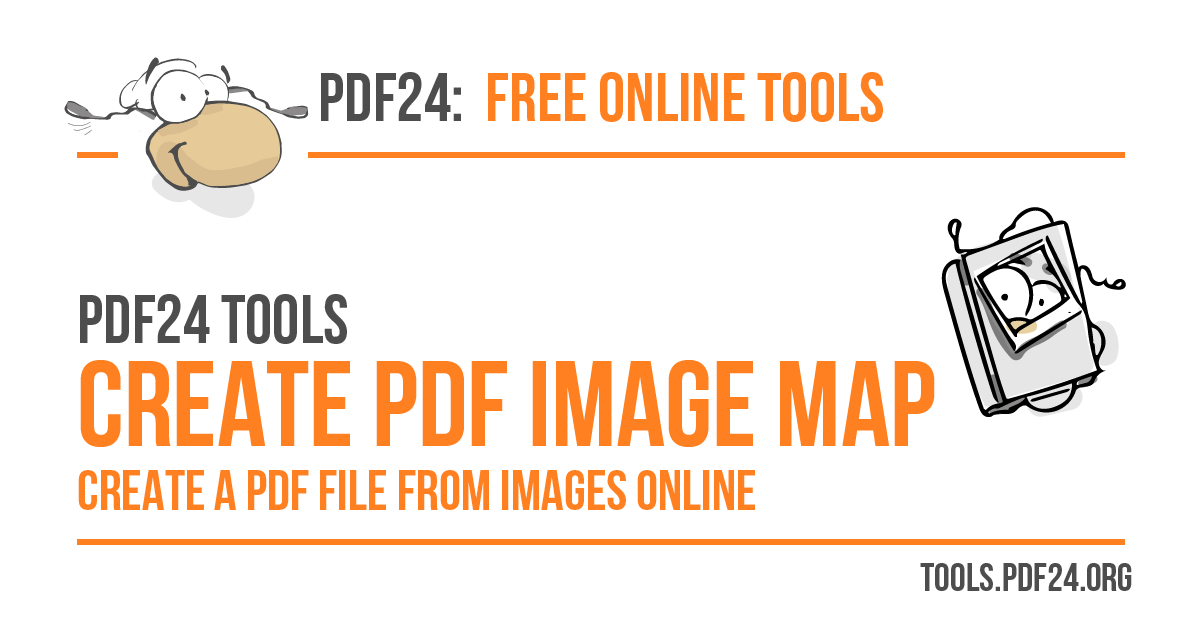 PDF24: FREE ONLINE TOOLS
PDF24 TOOLS
CREATE PDF IMAGE MAP
CREATE A PDF FILE FROM IMAGES ONLINE
TOOLS.PDF24.ORG